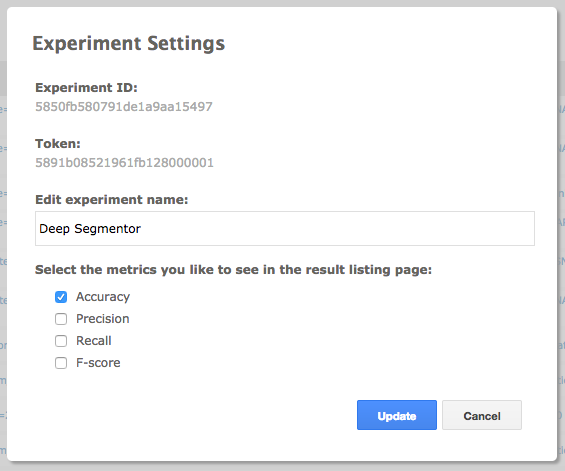 Experiment Settings
Experiment ID:
5850fb580791de1a9aa15497
Token:
5891b08521961fb128000001
Edit experiment name:
Deep Segmentor
Select the metrics you like to see in the result listing page:
Accuracy
Precision
Recall
F-score
Update
Cancel